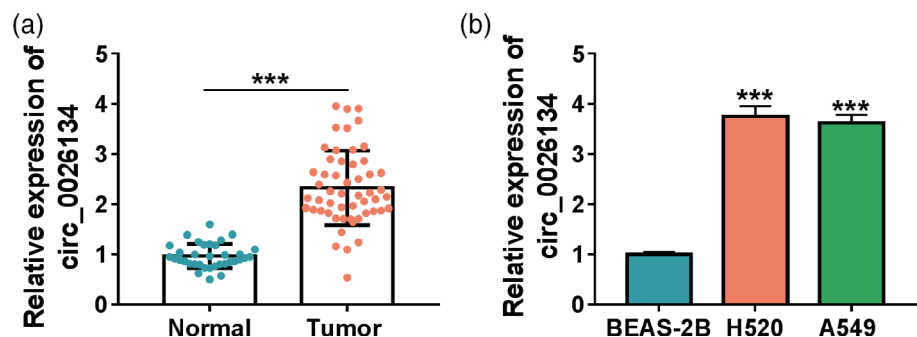 (a)
Relative expression of
circ_0026134
5
4
3
2
1
0
***
Normal Tumor
(b)
Relative expression of
circ_0026134
5
4
3
2
1
0
*** ***
BEAS-2B H520 A549